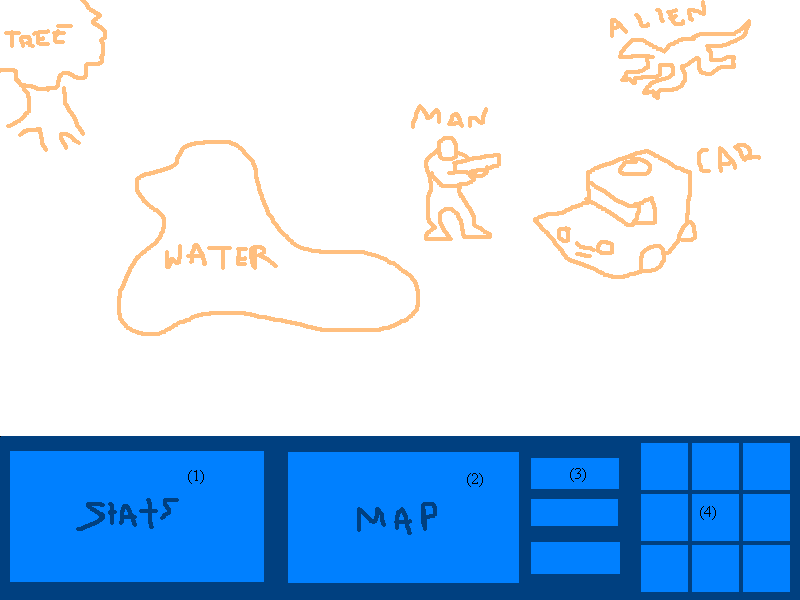 TREE
ALIEN
MAN
CAR
WATER
(1)
STATS
(2)
MAP
(3)
(4)